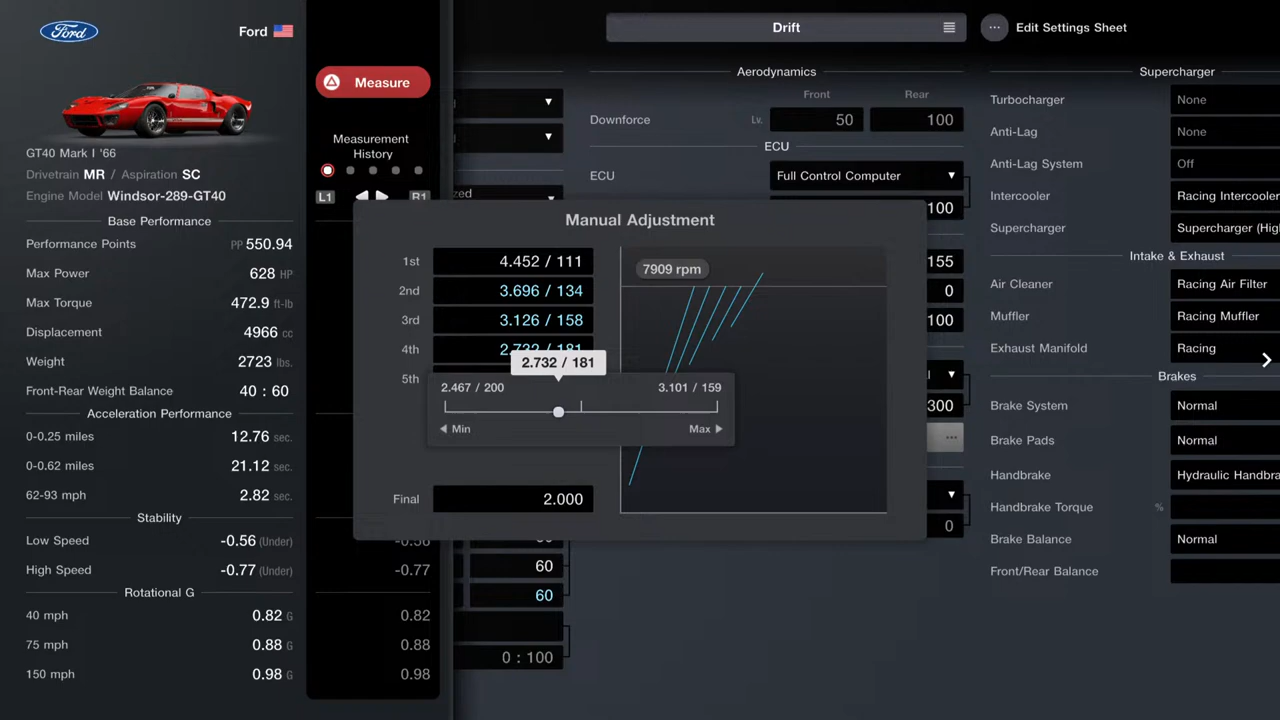 Ford
Ford
Drift
Edit Settings Sheet
Measure
Measurement
History
L1
R1
GT40 Mark I '66
Drivetrain MR / Aspiration SC
Engine Model Windsor-289-GT40
Base Performance
Performance Points PP 550.94
Max Power 628 HP
Max Torque 472.9 ft-lb
Displacement 4966 cc
Weight 2723 lbs.
Front-Rear Weight Balance 40 : 60
Acceleration Performance
0-0.25 miles 12.76 sec.
0-0.62 miles 21.12 sec.
62-93 mph 2.82 sec.
Stability
Low Speed -0.56 (Under) -0.56
High Speed -0.77 (Under) -0.77
Rotational G
40 mph 0.82 G 0.82
75 mph 0.88 G 0.88
150 mph 0.98 G 0.98
Aerodynamics
Front Rear
Downforce Lv. 50 100
ECU
ECU Full Control Computer
100
Manual Adjustment
1st 4.452 / 111
2nd 3.696 / 134
3rd 3.126 / 158
4th 2.732 / 181
2.732 / 181
5th
2.467 / 200 3.101 / 159
Min Max
Final 2.000
7909 rpm
155
0
100
300
0
60
60
0 : 100
Supercharger
Turbocharger None
Anti-Lag None
Anti-Lag System Off
Intercooler Racing Intercooler
Supercharger Supercharger (Hig
Intake & Exhaust
Air Cleaner Racing Air Filter
Muffler Racing Muffler
Exhaust Manifold Racing
Brakes
Brake System Normal
Brake Pads Normal
Handbrake Hydraulic Handbra
Handbrake Torque %
Brake Balance Normal
Front/Rear Balance